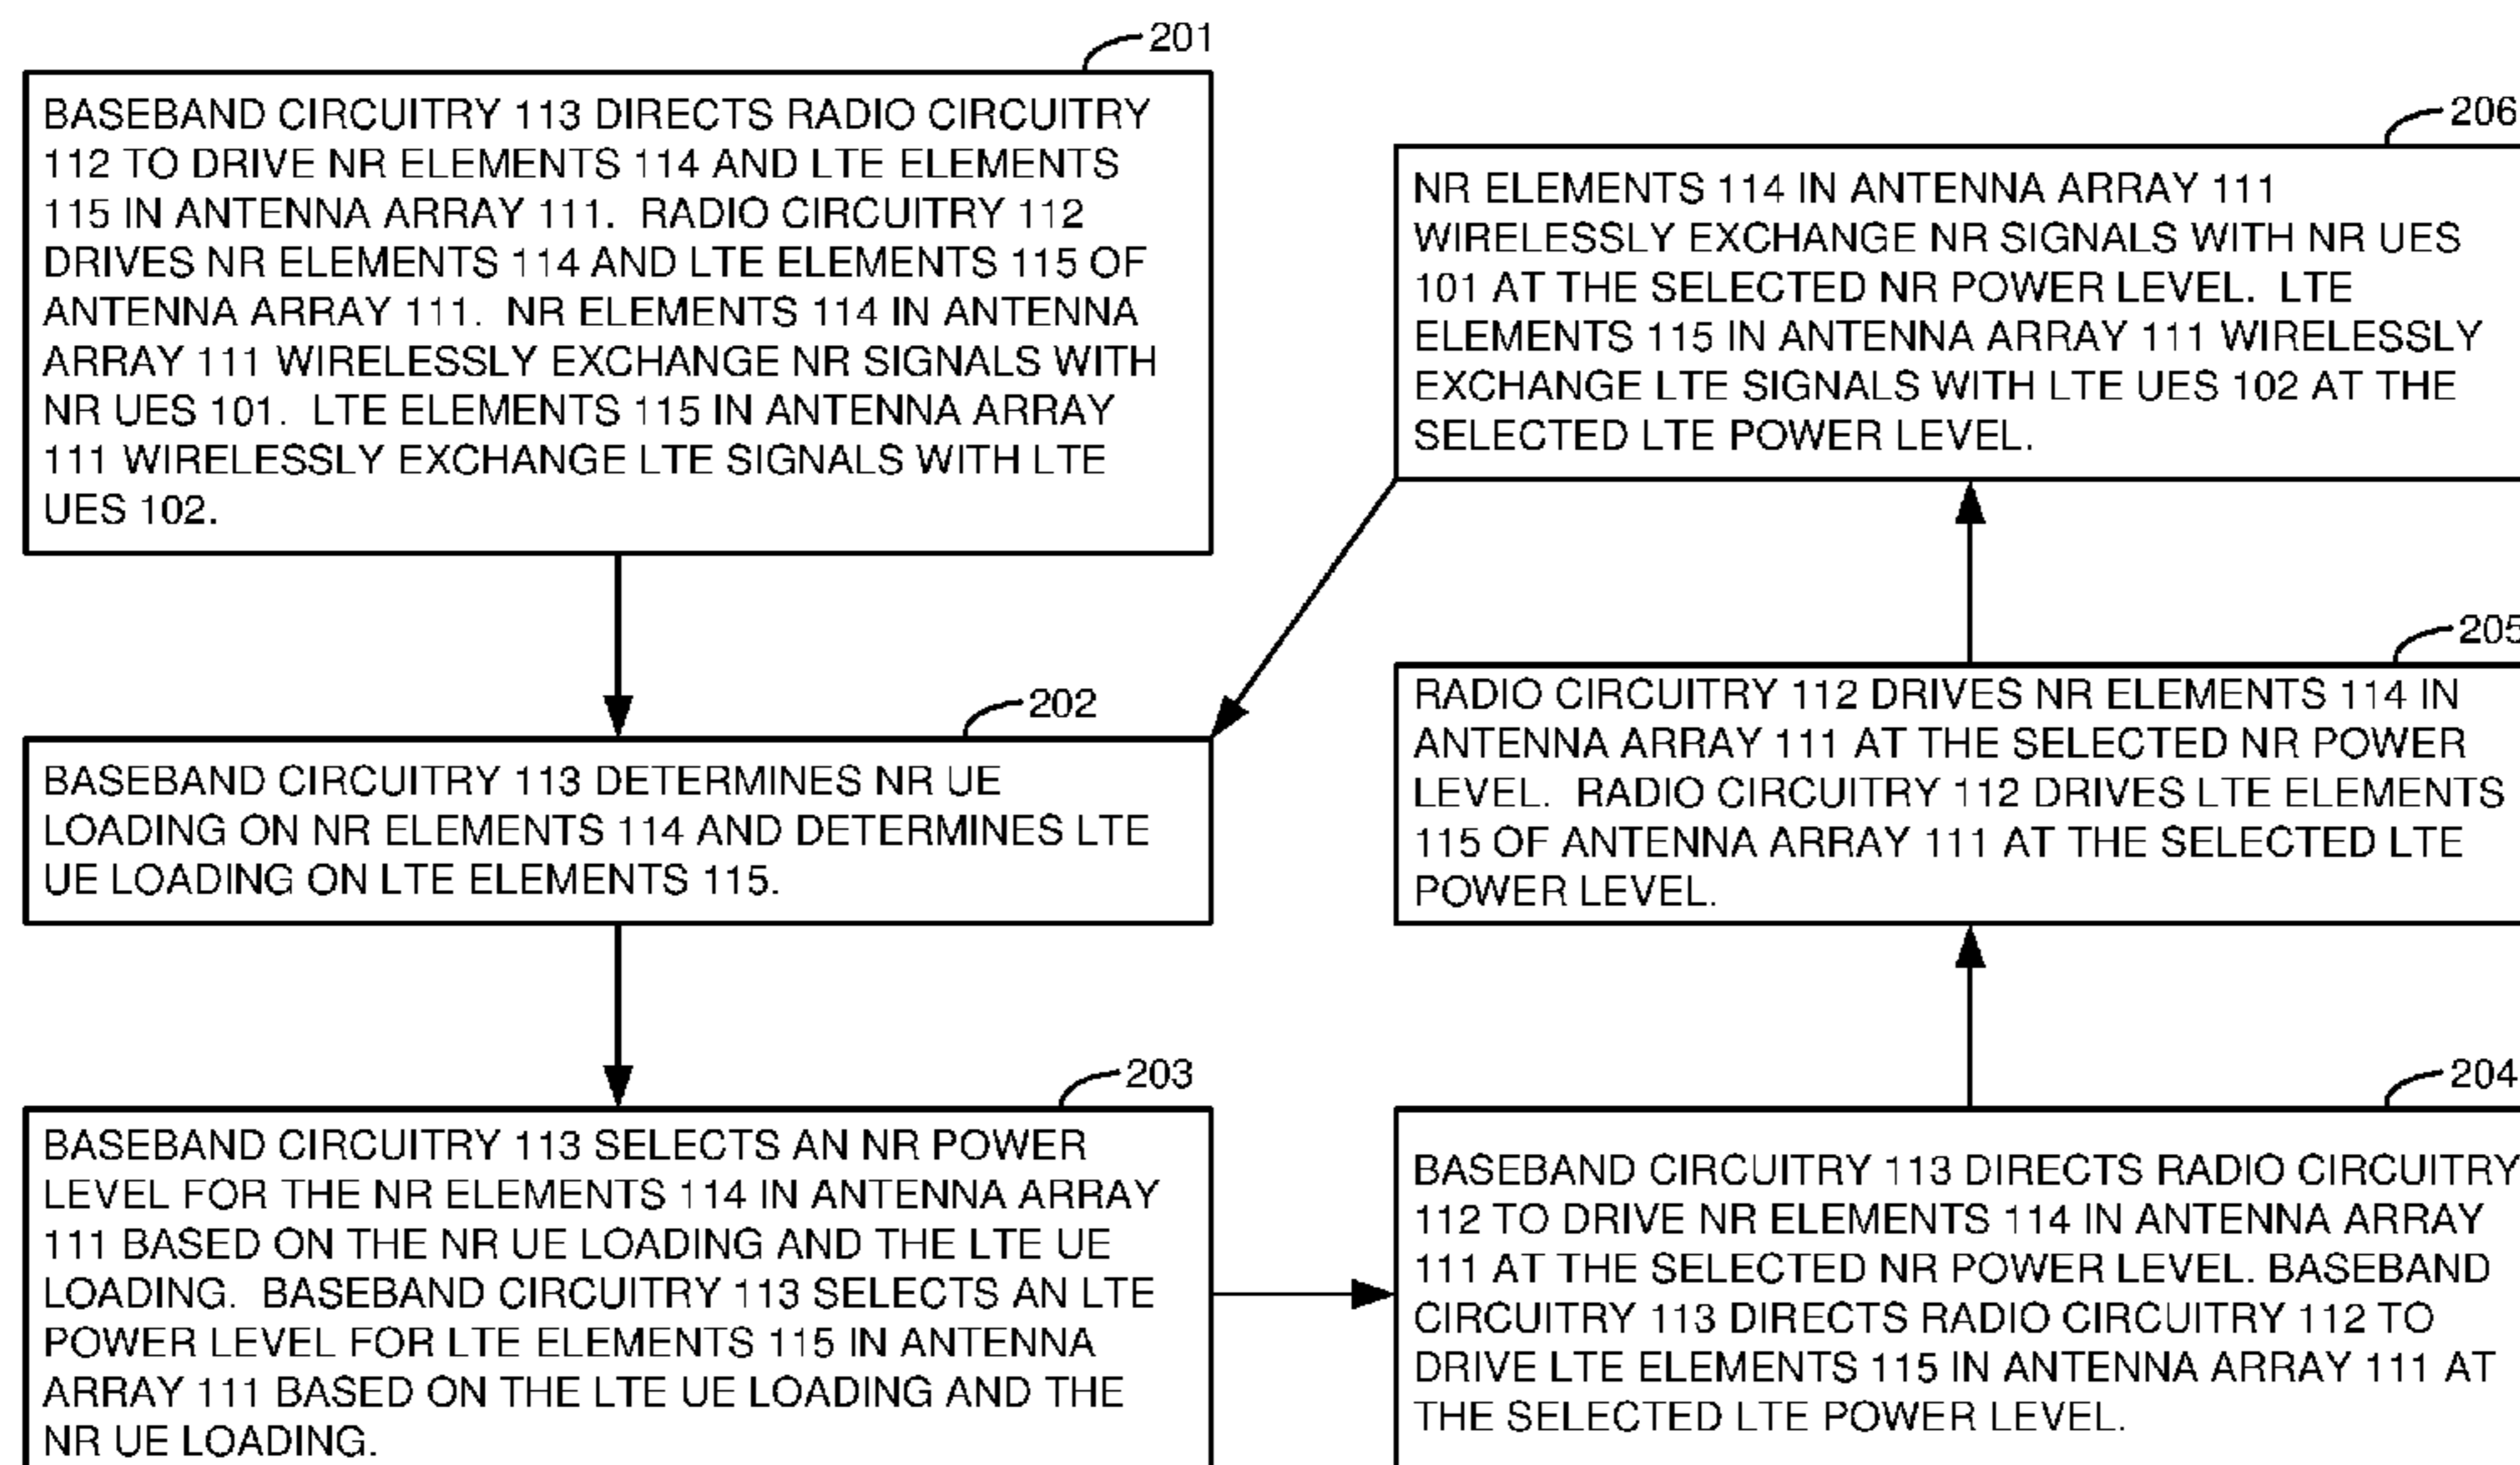 201
BASEBAND CIRCUITRY 113 DIRECTS RADIO CIRCUITRY
112 TO DRIVE NR ELEMENTS 114 AND LTE ELEMENTS
115 IN ANTENNA ARRAY 111. RADIO CIRCUITRY 112
DRIVES NR ELEMENTS 114 AND LTE ELEMENTS 115 OF
ANTENNA ARRAY 111. NR ELEMENTS 114 IN ANTENNA
ARRAY 111 WIRELESSLY EXCHANGE NR SIGNALS WITH
NR UES 101. LTE ELEMENTS 115 IN ANTENNA ARRAY
111 WIRELESSLY EXCHANGE LTE SIGNALS WITH LTE
UES 102.
202
BASEBAND CIRCUITRY 113 DETERMINES NR UE
LOADING ON NR ELEMENTS 114 AND DETERMINES LTE
UE LOADING ON LTE ELEMENTS 115.
203
BASEBAND CIRCUITRY 113 SELECTS AN NR POWER
LEVEL FOR THE NR ELEMENTS 114 IN ANTENNA ARRAY
111 BASED ON THE NR UE LOADING AND THE LTE UE
LOADING. BASEBAND CIRCUITRY 113 SELECTS AN LTE
POWER LEVEL FOR LTE ELEMENTS 115 IN ANTENNA
ARRAY 111 BASED ON THE LTE UE LOADING AND THE
NR UE LOADING.
204
BASEBAND CIRCUITRY 113 DIRECTS RADIO CIRCUITRY
112 TO DRIVE NR ELEMENTS 114 IN ANTENNA ARRAY
111 AT THE SELECTED NR POWER LEVEL. BASEBAND
CIRCUITRY 113 DIRECTS RADIO CIRCUITRY 112 TO
DRIVE LTE ELEMENTS 115 IN ANTENNA ARRAY 111 AT
THE SELECTED LTE POWER LEVEL.
205
RADIO CIRCUITRY 112 DRIVES NR ELEMENTS 114 IN
ANTENNA ARRAY 111 AT THE SELECTED NR POWER
LEVEL. RADIO CIRCUITRY 112 DRIVES LTE ELEMENTS
115 OF ANTENNA ARRAY 111 AT THE SELECTED LTE
POWER LEVEL.
206
NR ELEMENTS 114 IN ANTENNA ARRAY 111
WIRELESSLY EXCHANGE NR SIGNALS WITH NR UES
101 AT THE SELECTED NR POWER LEVEL. LTE
ELEMENTS 115 IN ANTENNA ARRAY 111 WIRELESSLY
EXCHANGE LTE SIGNALS WITH LTE UES 102 AT THE
SELECTED LTE POWER LEVEL.